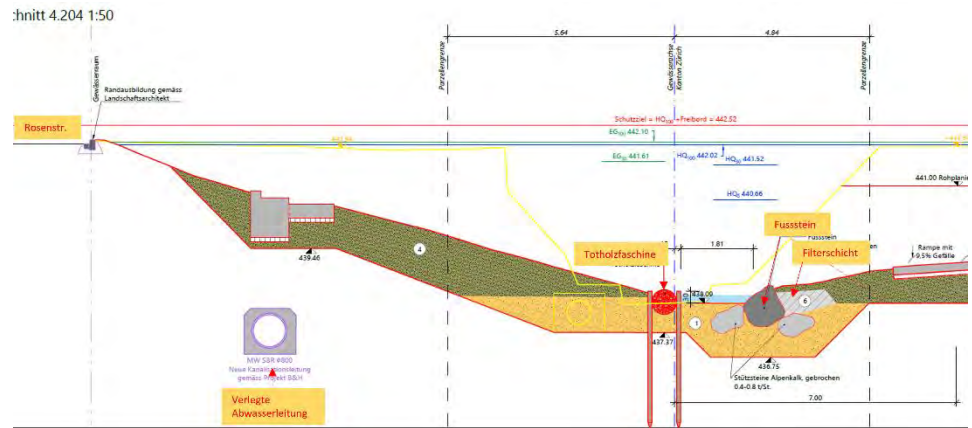 chnitt 4.204 1:50
5.64
4.84
Gewässerraum
Parzellengrenze
Gewässerachse
Kanton Zürich
Parzellengrenze
Randausbildung gemäss
Landschaftsarchitekt
Rosenstr.
Schutzziel = HQ100 +Freibord = 442.52
EG100 442.10
HQ100 442.02
HQ30 441.52
EG30 441.61
HQ5 440.66
441.00 Rohplanie
Fussstein
Fussstein
Totholzfaschine
1.81
Filterschicht
Rampe mit
9.5% Gefälle
4
439.46
438.00
6
1
437.37
436.75
MW SBR ø800
Neue Kanalisationsleitung
gemäss Projekt B&H
Stützsteine Alpenkalk, gebrochen
0.4-0.8 t/St.
Verlegte
Abwasserleitung
7.00